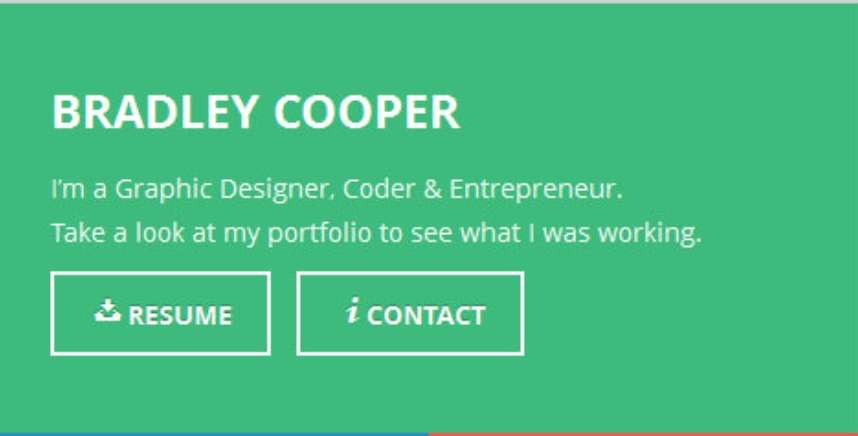 BRADLEY COOPER
I'm a Graphic Designer, Coder & Entrepreneur.
Take a look at my portfolio to see what I was working.
RESUME
CONTACT